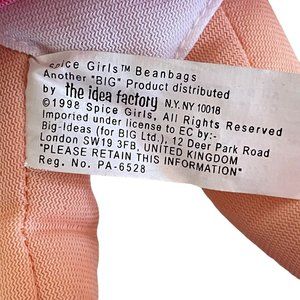 Spice Girls™ Beanbags
Another "BIG" Product distributed
by the idea factory N.Y. NY 10018
©1998 Spice Girls, All Rights Reserved
Imported under license to EC by:-
Big-Ideas (for BIG Ltd.), 12 Deer Park Road
London SW19 3FB, UNITED KINGDOM
"PLEASE RETAIN THIS INFORMATION"
Reg. No. PA-6528